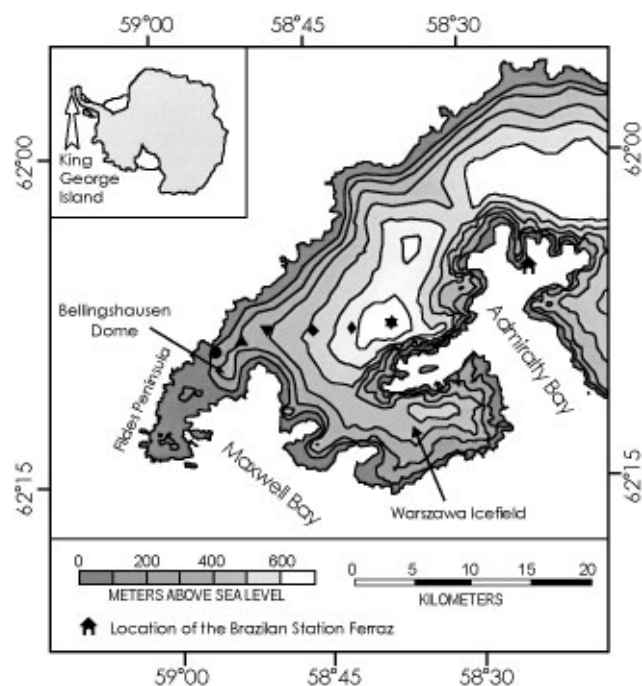 59°00
58°45
58°30
King
George
Island
62°00
62°00
Bellingshausen
Dome
Fildes Peninsula
Admiralty Bay
Maxwell Bay
Warszawa Icefield
62°15
62°15
0 200 400 600
METERS ABOVE SEA LEVEL
0 5 10 15 20
KILOMETERS
Location of the Brazilan Station Ferraz
59°00
58°45
58°30